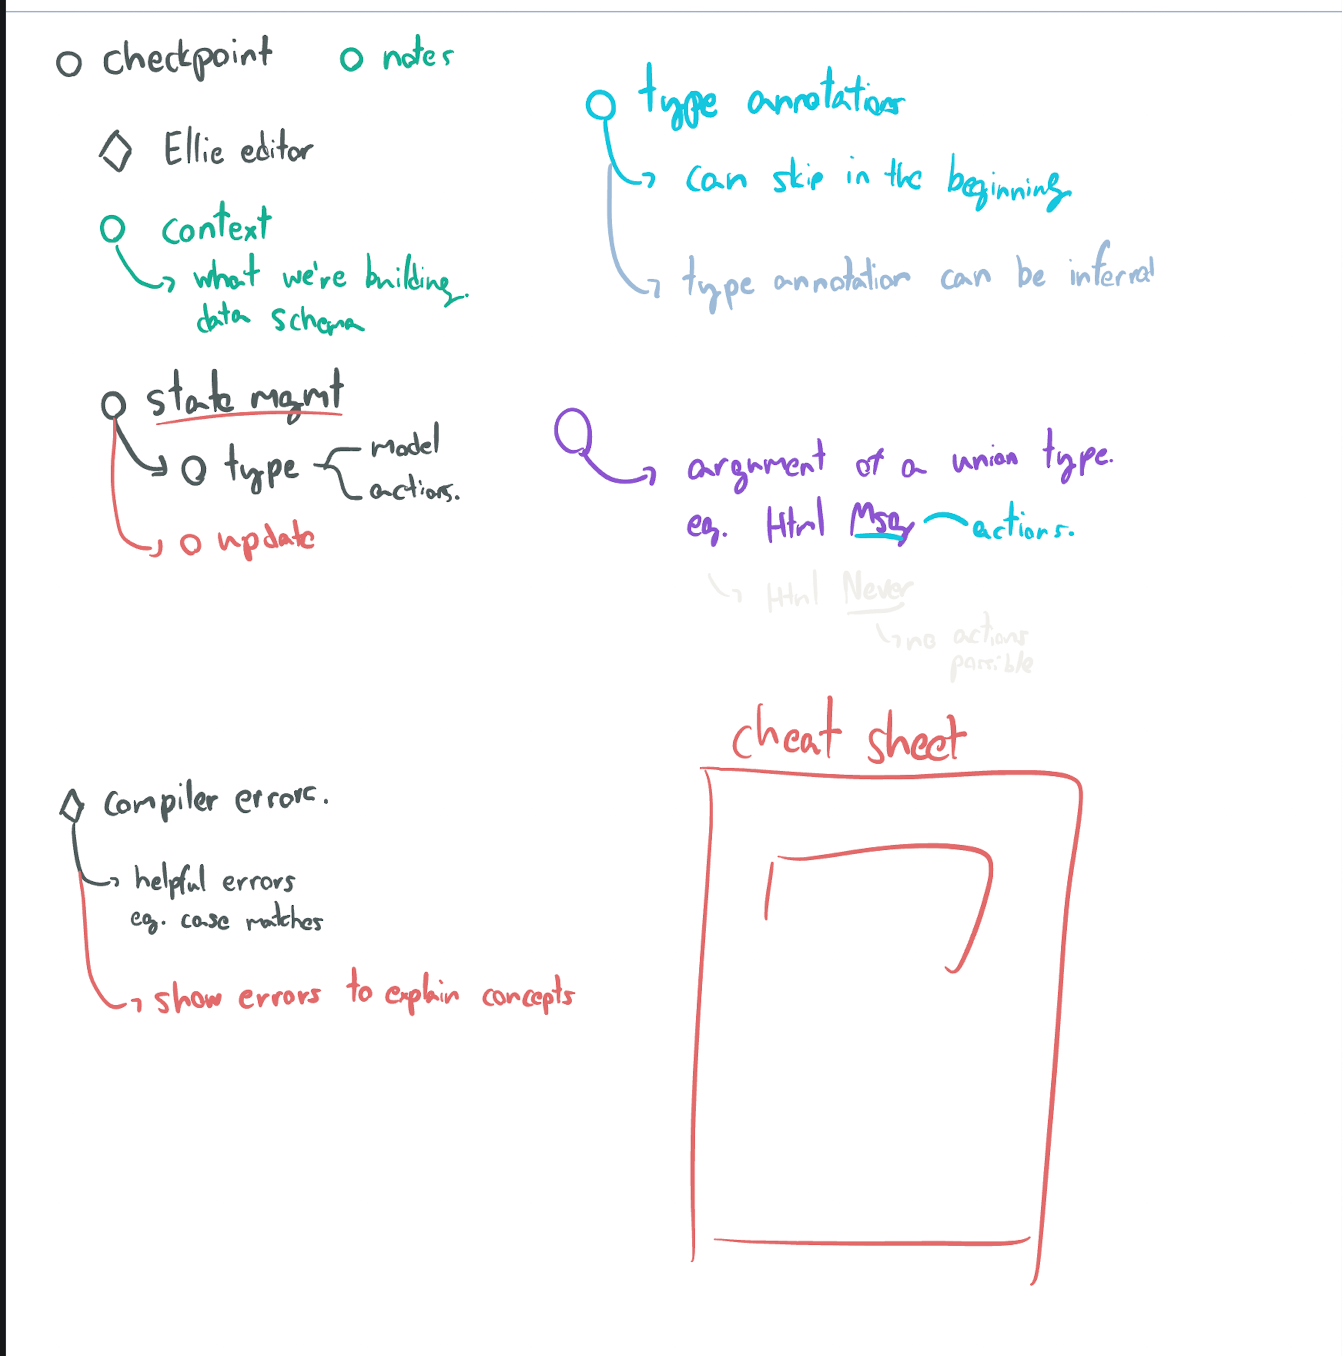 checkpoint
notes
Ellie editor
context
what we're building
data schema
state mgmt
type
model
actions.
update
type annotations
can skip in the beginning
type annotation can be inferred
argument of a union type.
eg. Html Msg
actions.
Html Never
no actions
possible
cheat sheet
compiler errors.
helpful errors
eg. case matches
show errors to explain concepts